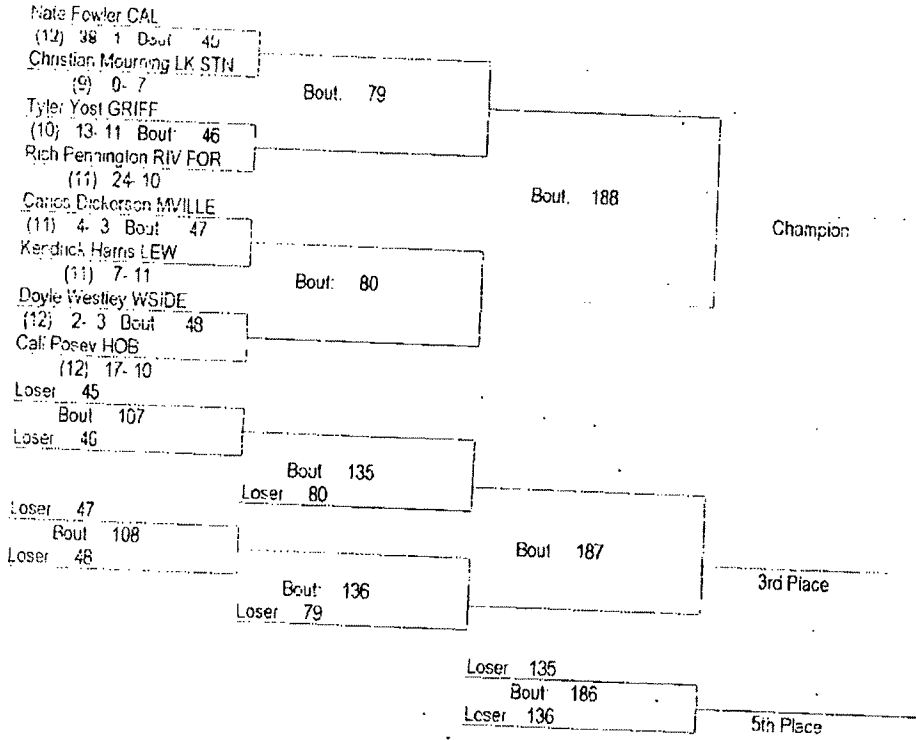 Nate Fowler CAL
(12) 38 1 Bout 45
Christian Mourning LK STN
(9) 0- 7
Bout. 79
Tyler Yost GRIFF
(10) 13- 11 Bout: 46
Rich Pennington RIV FOR
(11) 24- 10
Bout. 188
Champion
Carlos Dickerson MVILLE
(11) 4- 3 Bout 47
Kendrick Harris LEW
(11) 7- 11
Bout: 80
Doyle Westley WSIDE
(12) 2- 3 Bout 48
Cali Posey HOB
(12) 17- 10
Loser 45
Bout 107
Loser 46
Bout 135
Loser 80
Loser 47
Bout 108
Loser 48
Bout 187
3rd Place
Bout: 136
Loser 79
Loser 135
Bout: 186
Loser 136
5th Place